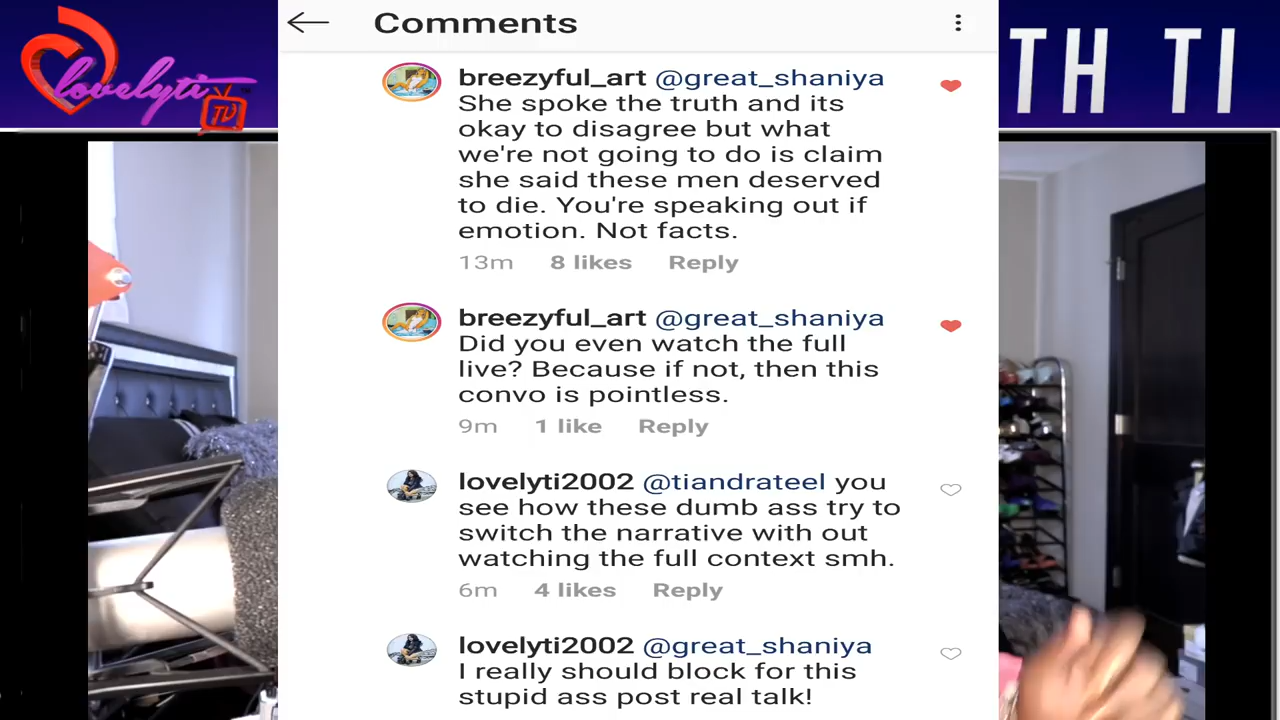 Comments
lovelyti
TV
TH TI
breezyful_art @great_shaniya
She spoke the truth and its
okay to disagree but what
we're not going to do is claim
she said these men deserved
to die. You're speaking out if
emotion. Not facts.
13m 8 likes Reply
breezyful_art @great_shaniya
Did you even watch the full
live? Because if not, then this
convo is pointless.
9m 1 like Reply
lovelyti2002 @tiandrateel you
see how these dumb ass try to
switch the narrative with out
watching the full context smh.
6m 4 likes Reply
lovelyti2002 @great_shaniya
I really should block for this
stupid ass post real talk!